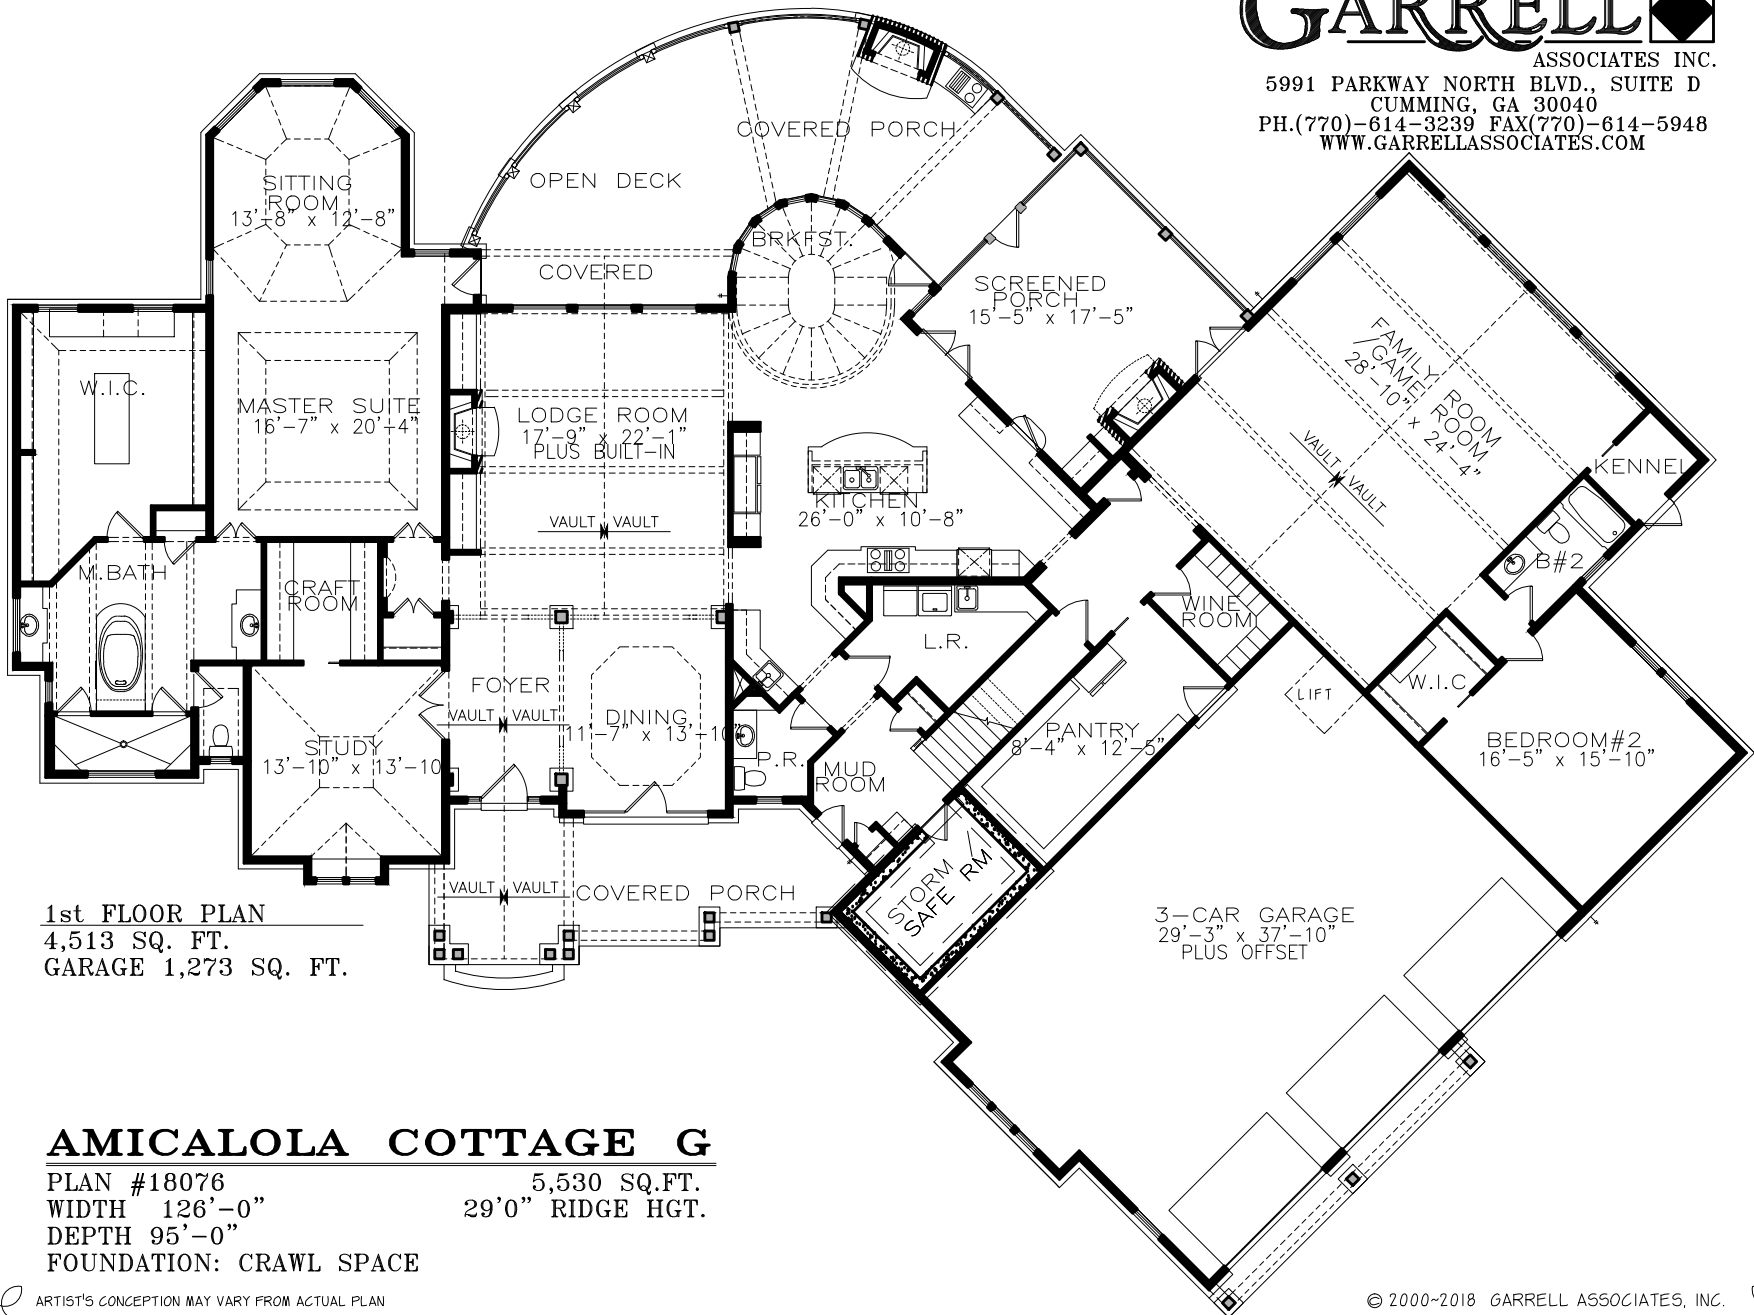 GARRELL
ASSOCIATES INC.
5991 PARKWAY NORTH BLVD., SUITE D
CUMMING, GA 30040
PH.(770)-614-3239 FAX(770)-614-5948
WWW.GARRELLASSOCIATES.COM
COVERED PORCH
OPEN DECK
SITTING
ROOM
13'-8" x 12'-8"
BRKFST.
COVERED
SCREENED
PORCH
15'-5" x 17'-5"
FAMILY ROOM
/GAME ROOM
28'-10" x 24'-4"
VAULT VAULT
KENNEL
W.I.C.
MASTER SUITE
16'-7" x 20'-4"
LODGE ROOM
17'-9" x 22'-1"
PLUS BUILT-IN
VAULT VAULT
KITCHEN
26'-0" x 10'-8"
B#2
M.BATH
CRAFT
ROOM
WINE
ROOM
L.R.
W.I.C
LIFT
FOYER
VAULT VAULT
DINING
11'-7" x 13'-10"
PANTRY
8'-4" x 12'-5"
BEDROOM#2
16'-5" x 15'-10"
STUDY
13'-10" x 13'-10
P.R.
MUD
ROOM
STORM
SAFE RM
VAULT VAULT
COVERED PORCH
3-CAR GARAGE
29'-3" x 37'-10"
PLUS OFFSET
1st FLOOR PLAN
4,513 SQ. FT.
GARAGE 1,273 SQ. FT.
AMICALOLA COTTAGE G
PLAN #18076 5,530 SQ.FT.
WIDTH 126'-0" 29'0" RIDGE HGT.
DEPTH 95'-0"
FOUNDATION: CRAWL SPACE
ARTIST'S CONCEPTION MAY VARY FROM ACTUAL PLAN
© 2000~2018 GARRELL ASSOCIATES, INC.